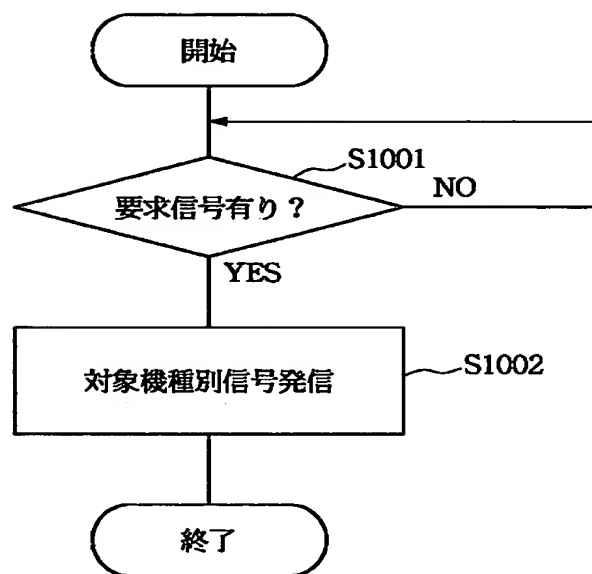 開始
S1001
要求信号有り？
NO
YES
対象機種別信号発信
S1002
終了